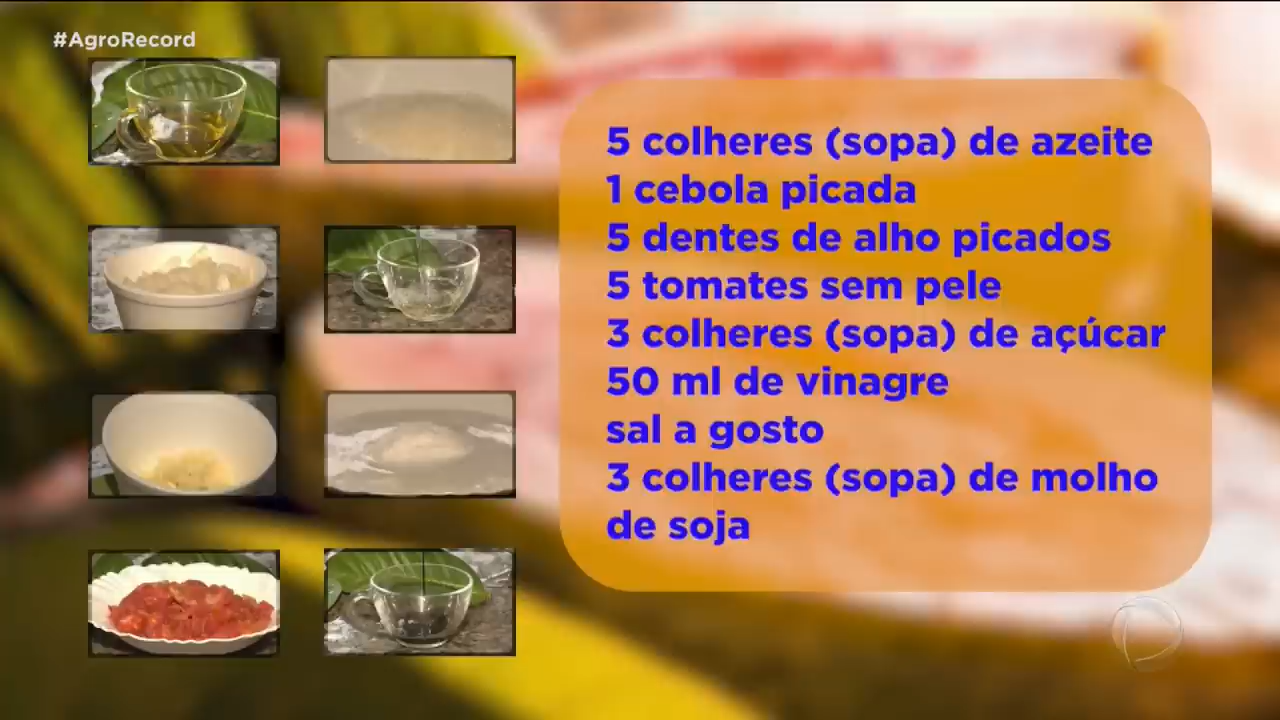 #AgroRecord
5 colheres (sopa) de azeite
1 cebola picada
5 dentes de alho picados
5 tomates sem pele
3 colheres (sopa) de açúcar
50 ml de vinagre
sal a gosto
3 colheres (sopa) de molho
de soja